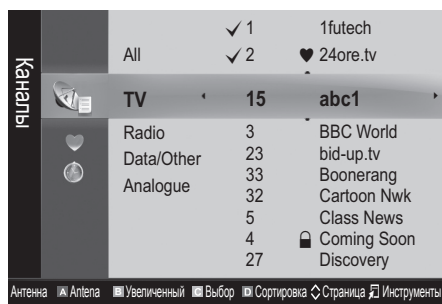 Каналы
✓ 1 1futech
All ✓ 2 ♥ 24ore.tv
TV 15 abc1
Radio 3 BBC World
Data/Other 23 bid-up.tv
Analogue 33 Boonerang
32 Cartoon Nwk
5 Class News
4 Coming Soon
27 Discovery
Антенна A Antena B Увеличенный C Выбор D Сортировка Страница Инструменты